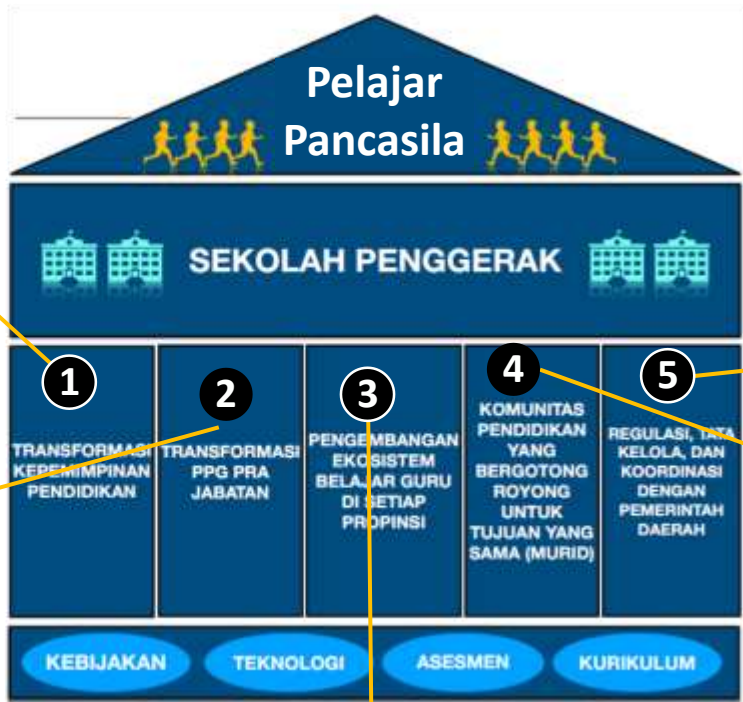 Pelajar
Pancasila
SEKOLAH PENGGERAK
1
TRANSFORMASI
KEPEMIMPINAN
PENDIDIKAN
2
TRANSFORMASI
PPG PRA
JABATAN
3
PENGEMBANGAN
EKOSISTEM
BELAJAR GURU
DI SETIAP
PROPINSI
4
KOMUNITAS
PENDIDIKAN
YANG
BERGOTONG
ROYONG
UNTUK
TUJUAN YANG
SAMA (MURID)
5
REGULASI, TATA
KELOLA, DAN
KOORDINASI
DENGAN
PEMERINTAH
DAERAH
KEBIJAKAN
TEKNOLOGI
ASESMEN
KURIKULUM